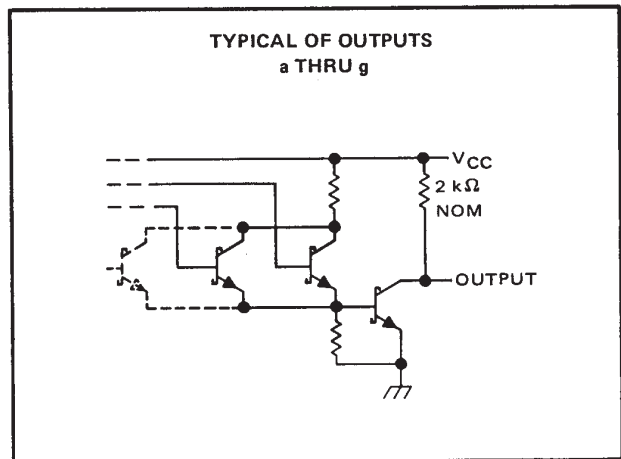 TYPICAL OF OUTPUTS
a THRU g
VCC
2 kΩ
NOM
OUTPUT